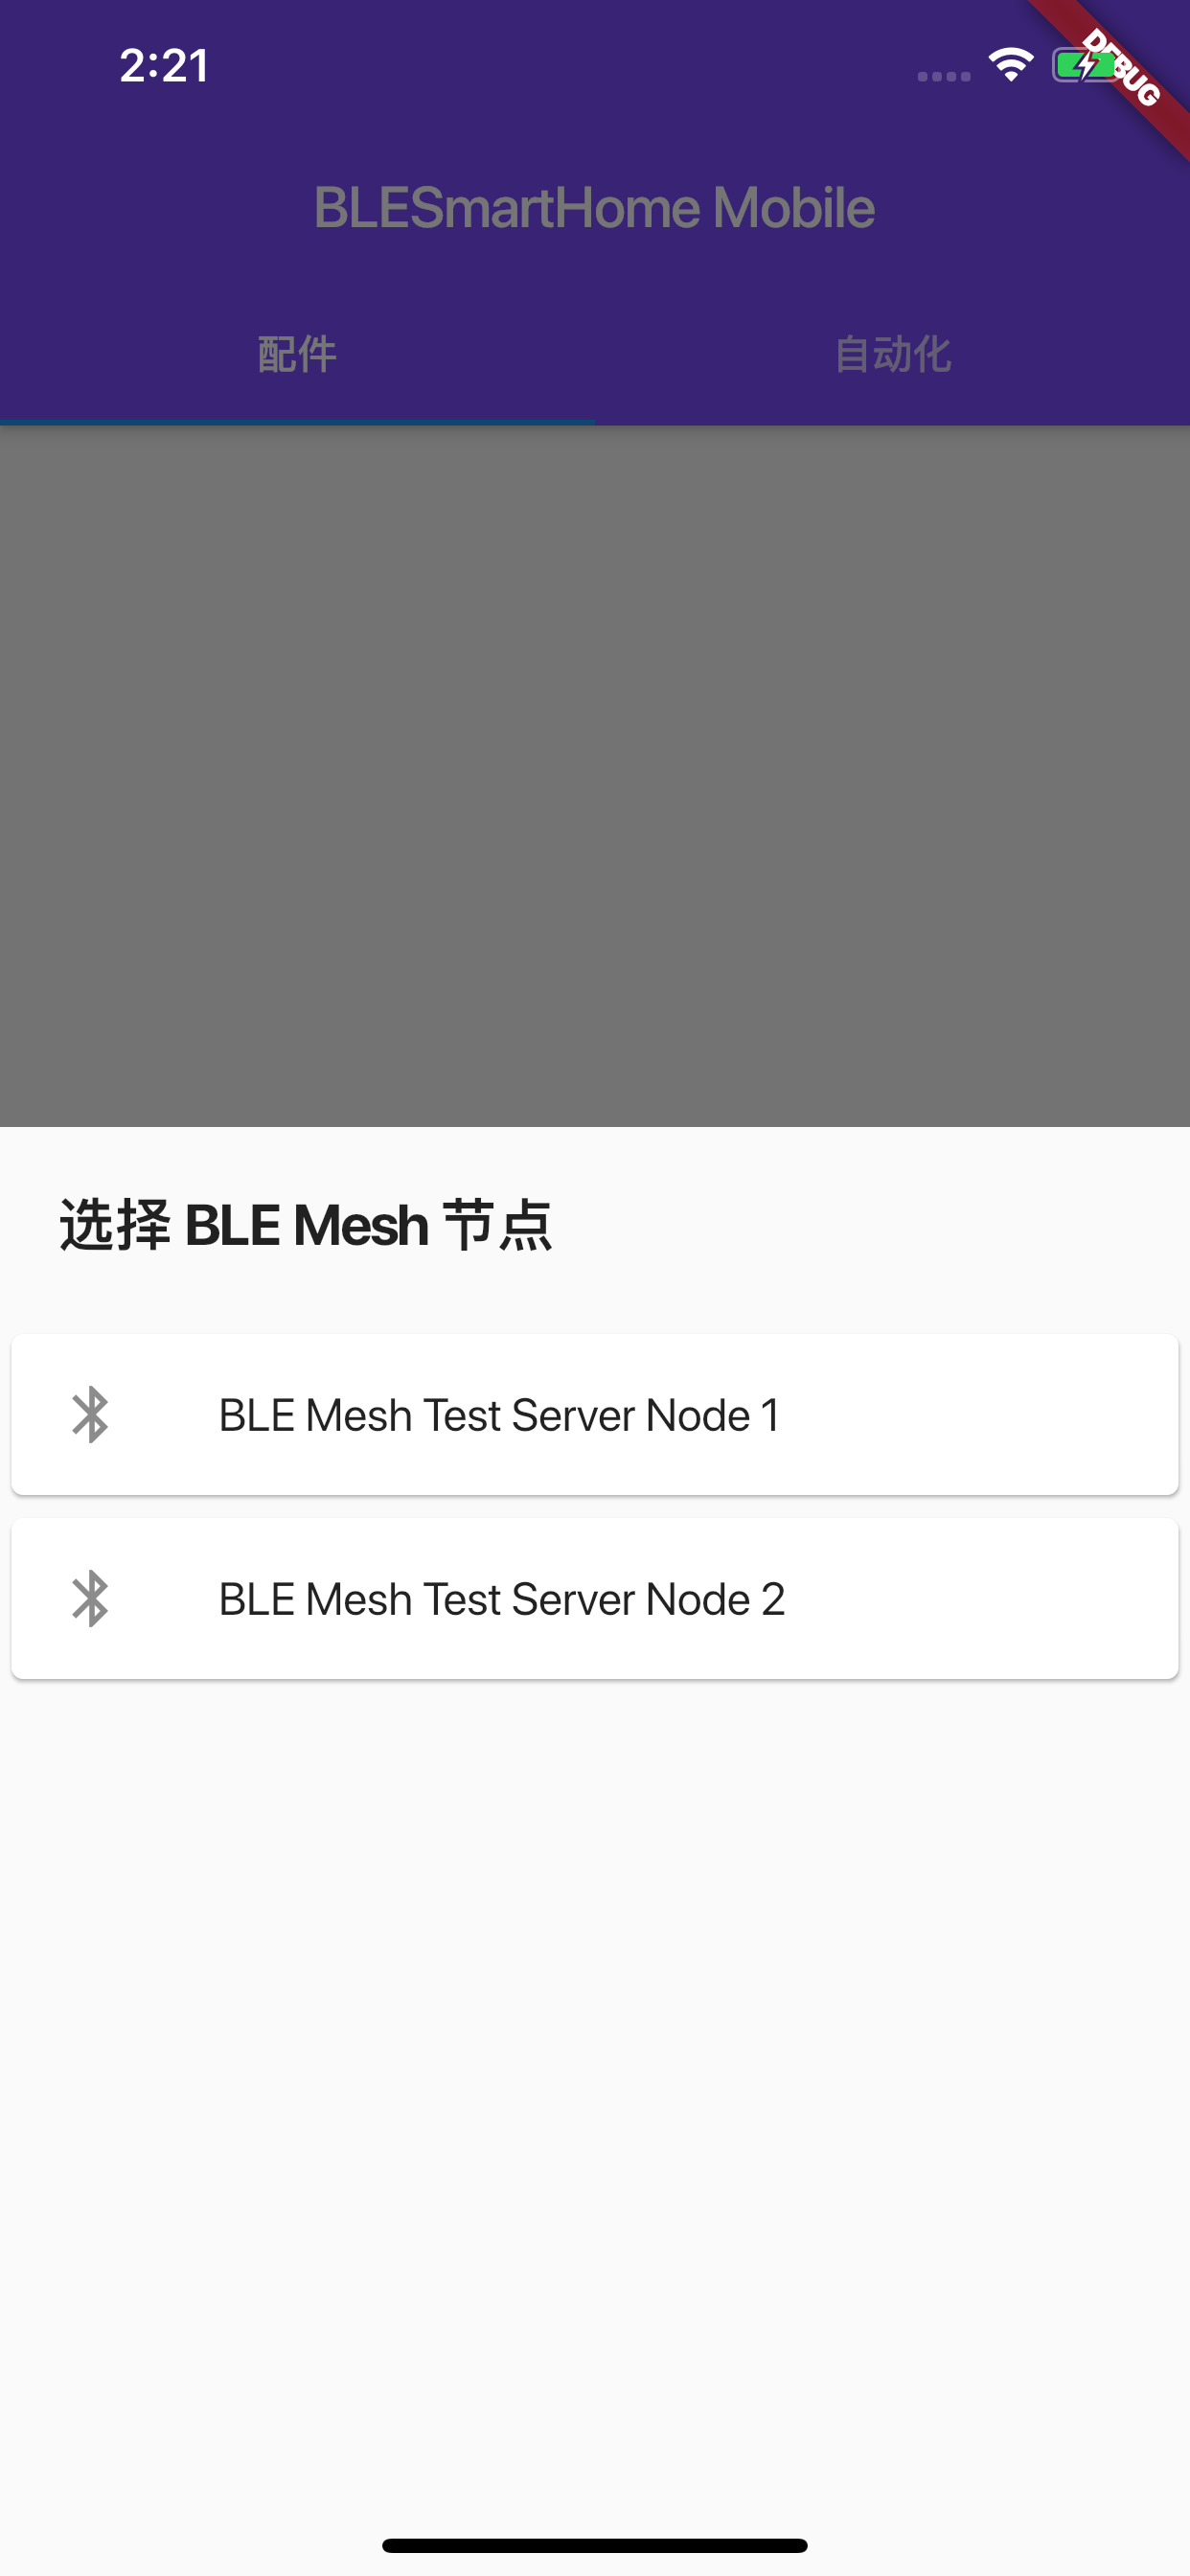 2:21
DEBUG
BLESmartHome Mobile
配件
自动化
选择 BLE Mesh 节点
BLE Mesh Test Server Node 1
BLE Mesh Test Server Node 2